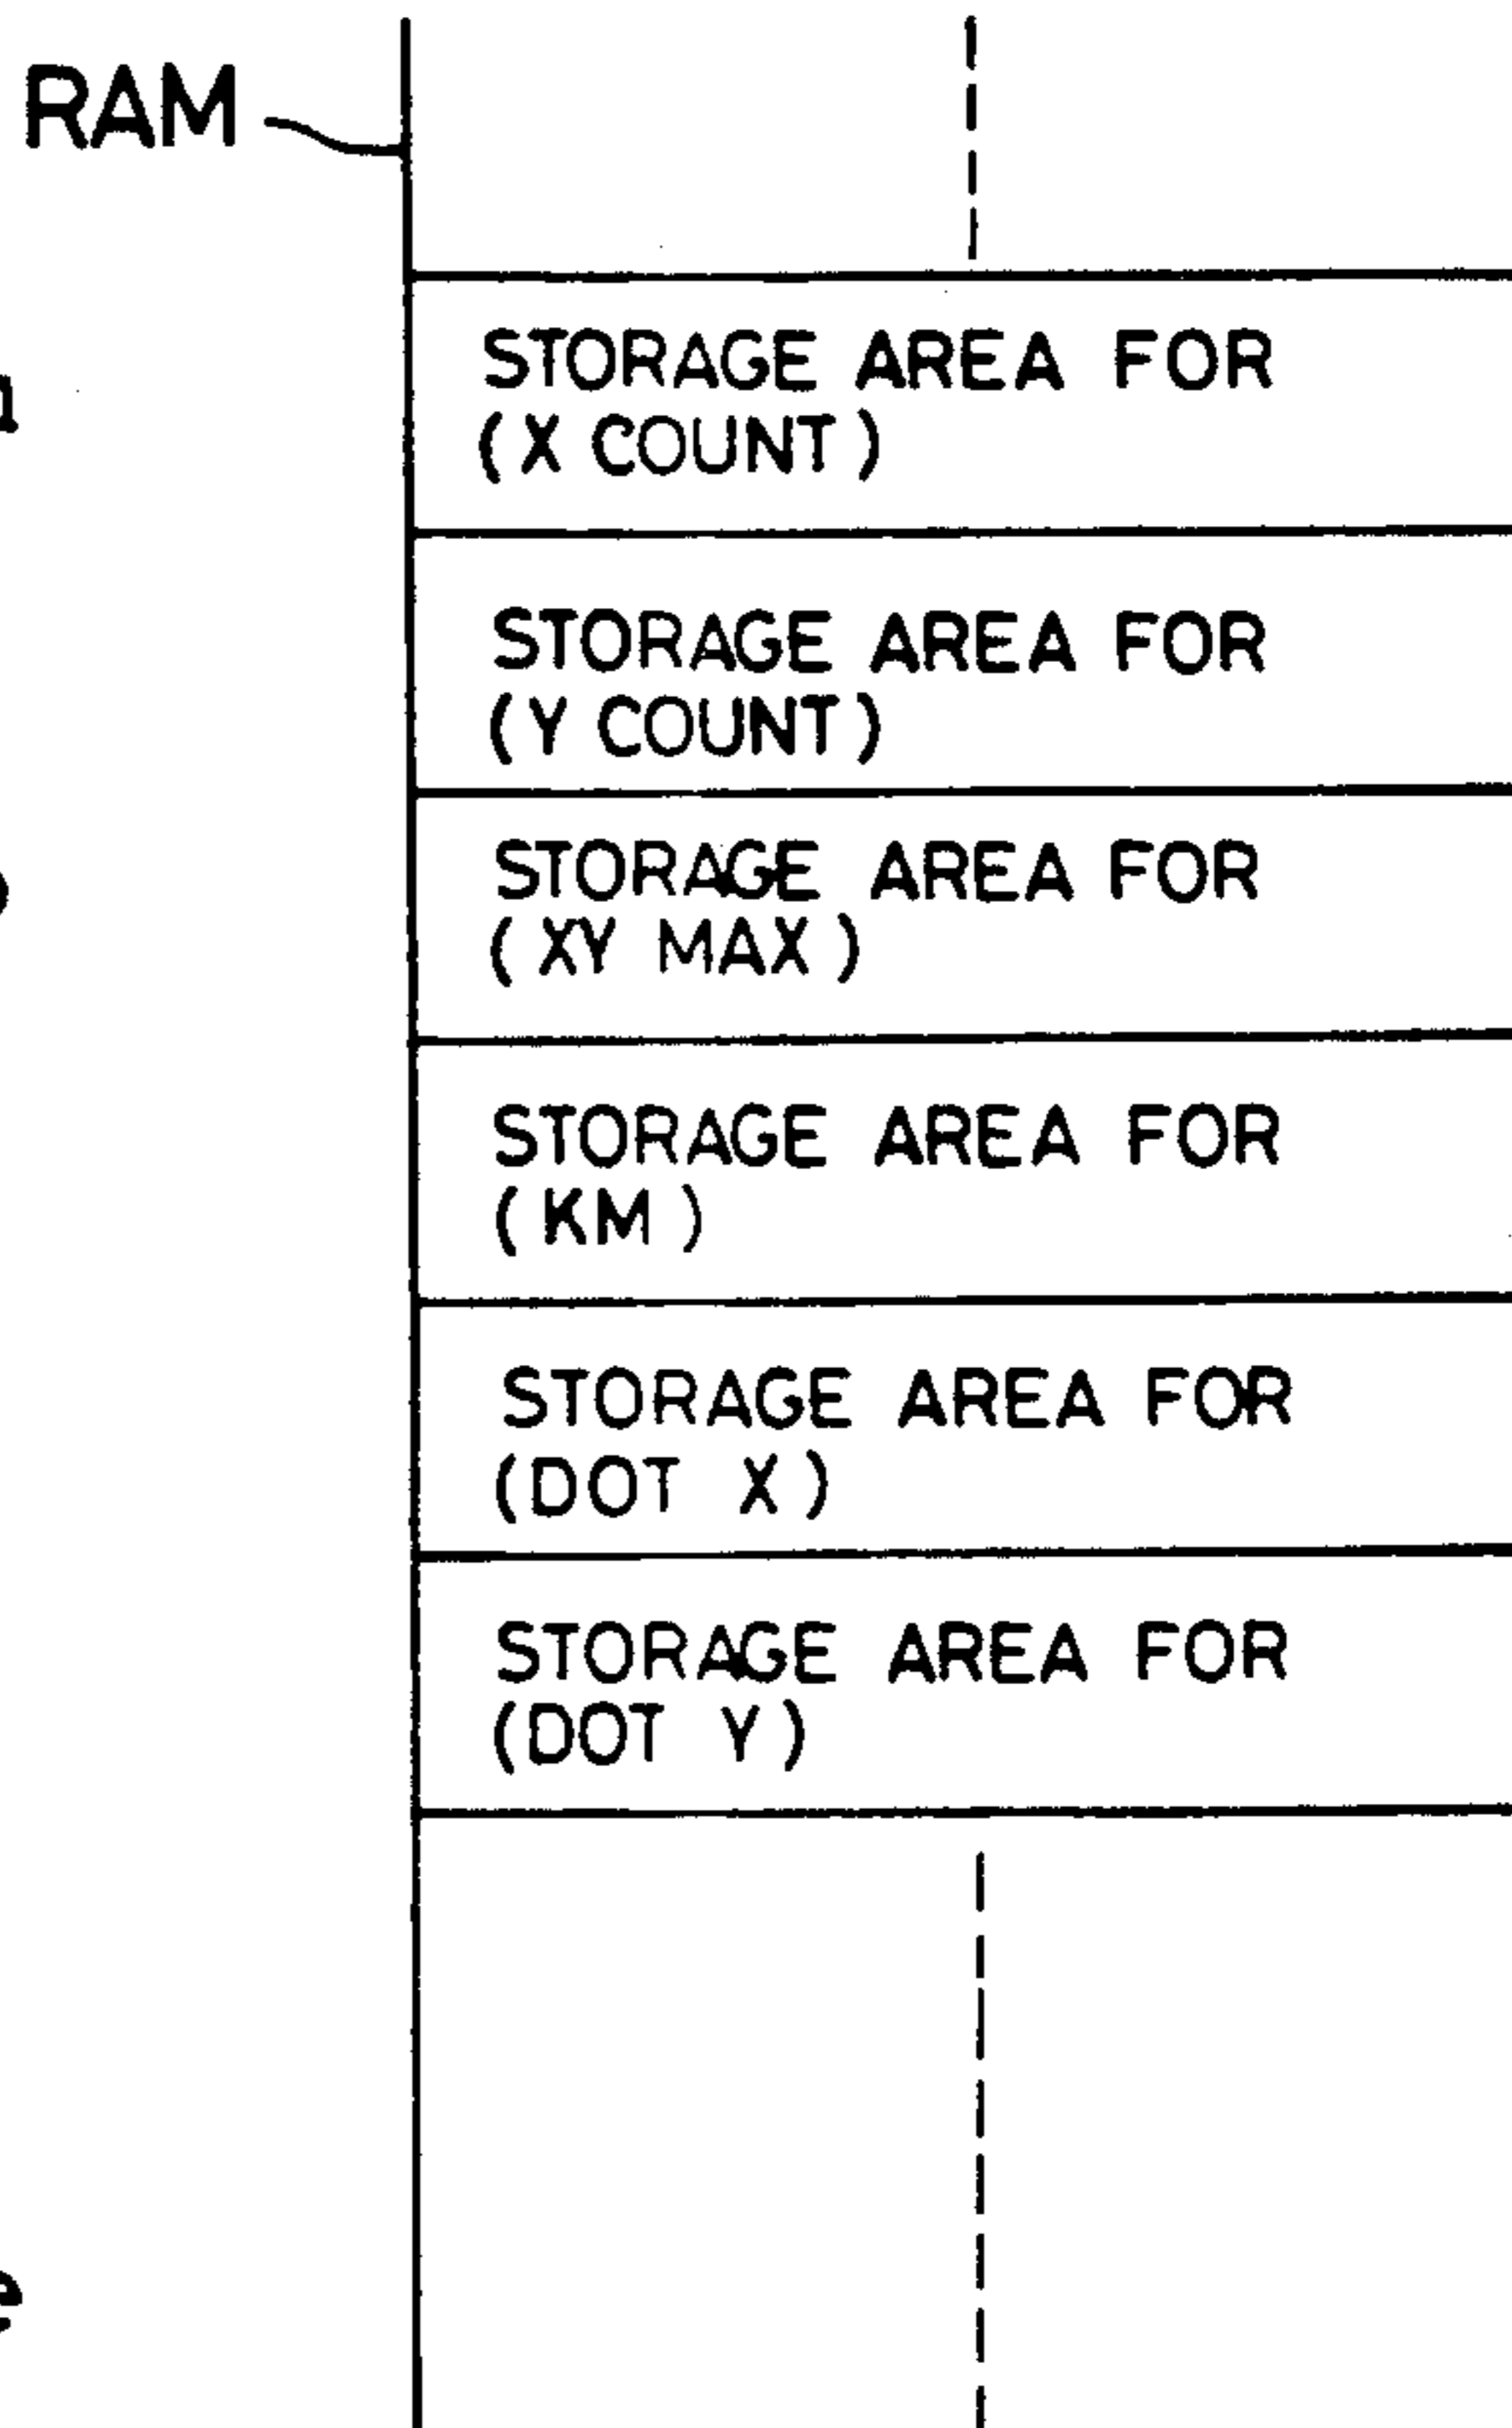 RAM
STORAGE AREA FOR
(X COUNT)
STORAGE AREA FOR
(Y COUNT)
STORAGE AREA FOR
(XY MAX)
STORAGE AREA FOR
(KM)
STORAGE AREA FOR
(DOT X)
STORAGE AREA FOR
(DOT Y)